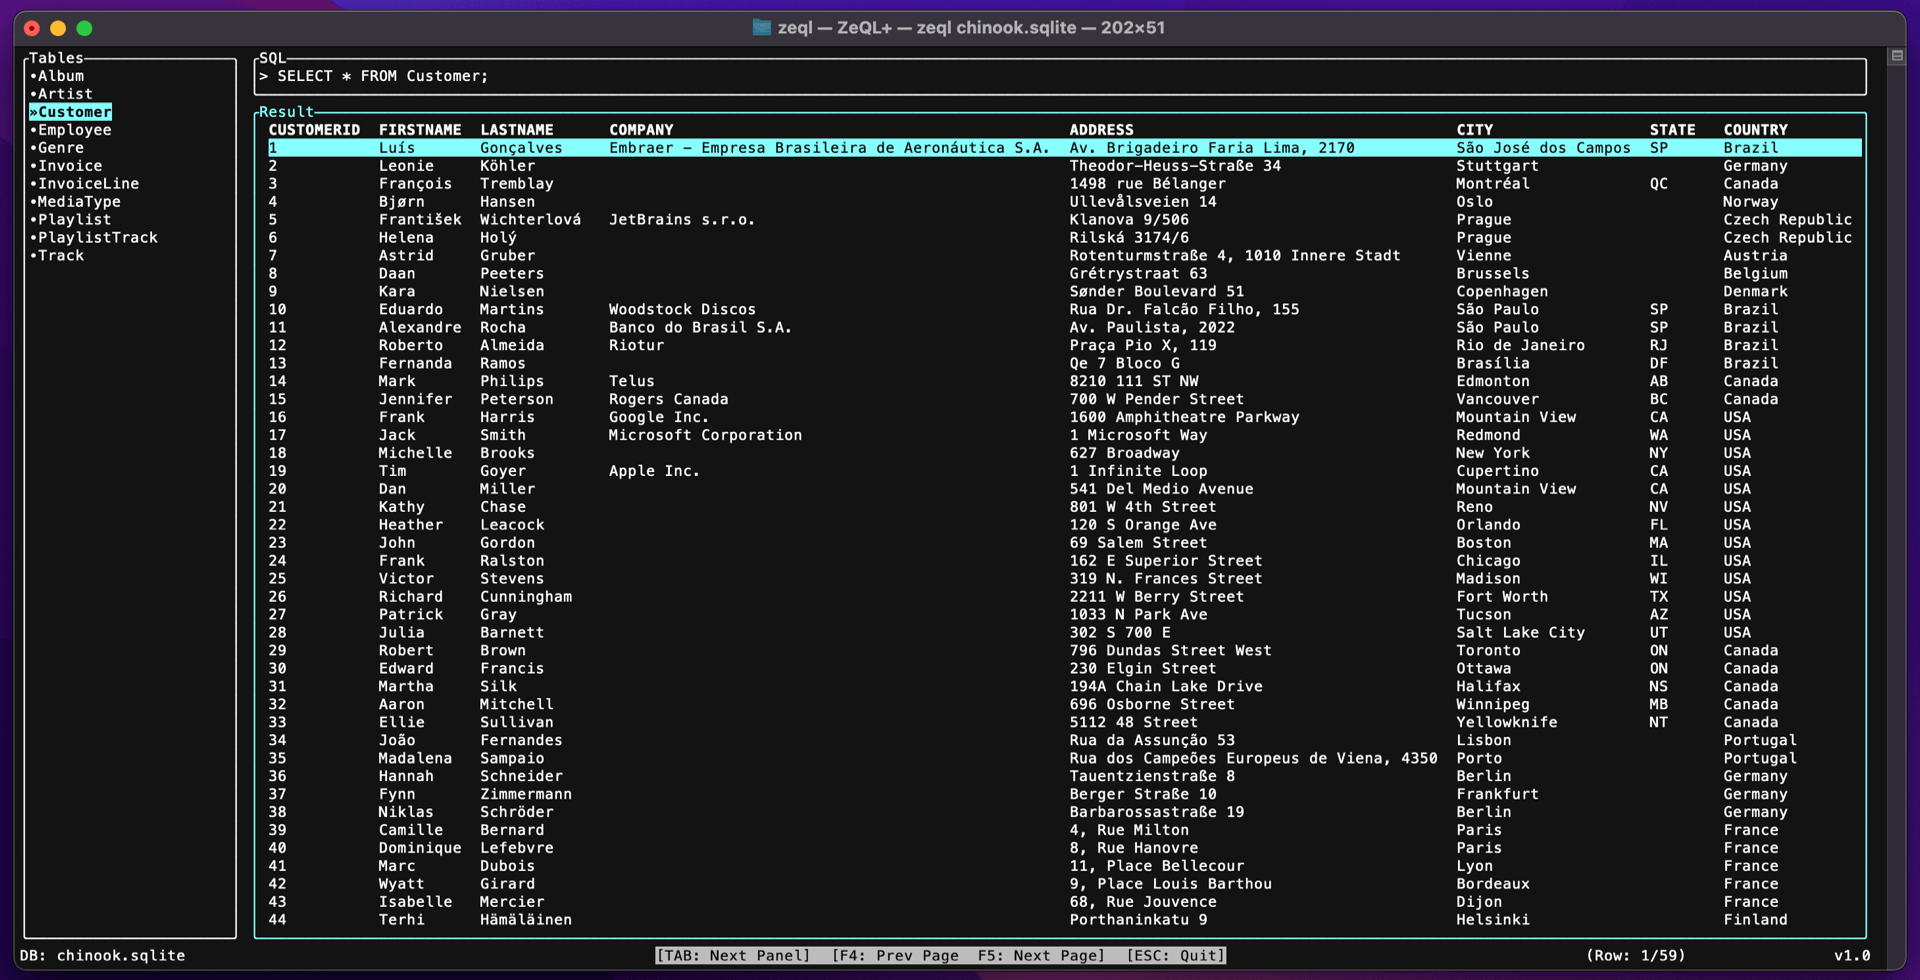 zeql — ZeQL+ — zeql chinook.sqlite — 202×51
Tables
•Album
•Artist
»Customer
•Employee
•Genre
•Invoice
•InvoiceLine
•MediaType
•Playlist
•PlaylistTrack
•Track
SQL
> SELECT * FROM Customer;
Result
CUSTOMERID FIRSTNAME LASTNAME COMPANY ADDRESS CITY STATE COUNTRY
1 Luís Gonçalves Embraer - Empresa Brasileira de Aeronáutica S.A. Av. Brigadeiro Faria Lima, 2170 São José dos Campos SP Brazil
2 Leonie Köhler Theodor-Heuss-Straße 34 Stuttgart Germany
3 François Tremblay 1498 rue Bélanger Montréal QC Canada
4 Bjørn Hansen Ullevålsveien 14 Oslo Norway
5 František Wichterlová JetBrains s.r.o. Klanova 9/506 Prague Czech Republic
6 Helena Holý Rilská 3174/6 Prague Czech Republic
7 Astrid Gruber Rotenturmstraße 4, 1010 Innere Stadt Vienne Austria
8 Daan Peeters Grétrystraat 63 Brussels Belgium
9 Kara Nielsen Sønder Boulevard 51 Copenhagen Denmark
10 Eduardo Martins Woodstock Discos Rua Dr. Falcão Filho, 155 São Paulo SP Brazil
11 Alexandre Rocha Banco do Brasil S.A. Av. Paulista, 2022 São Paulo SP Brazil
12 Roberto Almeida Riotur Praça Pio X, 119 Rio de Janeiro RJ Brazil
13 Fernanda Ramos Qe 7 Bloco G Brasília DF Brazil
14 Mark Philips Telus 8210 111 ST NW Edmonton AB Canada
15 Jennifer Peterson Rogers Canada 700 W Pender Street Vancouver BC Canada
16 Frank Harris Google Inc. 1600 Amphitheatre Parkway Mountain View CA USA
17 Jack Smith Microsoft Corporation 1 Microsoft Way Redmond WA USA
18 Michelle Brooks 627 Broadway New York NY USA
19 Tim Goyer Apple Inc. 1 Infinite Loop Cupertino CA USA
20 Dan Miller 541 Del Medio Avenue Mountain View CA USA
21 Kathy Chase 801 W 4th Street Reno NV USA
22 Heather Leacock 120 S Orange Ave Orlando FL USA
23 John Gordon 69 Salem Street Boston MA USA
24 Frank Ralston 162 E Superior Street Chicago IL USA
25 Victor Stevens 319 N. Frances Street Madison WI USA
26 Richard Cunningham 2211 W Berry Street Fort Worth TX USA
27 Patrick Gray 1033 N Park Ave Tucson AZ USA
28 Julia Barnett 302 S 700 E Salt Lake City UT USA
29 Robert Brown 796 Dundas Street West Toronto ON Canada
30 Edward Francis 230 Elgin Street Ottawa ON Canada
31 Martha Silk 194A Chain Lake Drive Halifax NS Canada
32 Aaron Mitchell 696 Osborne Street Winnipeg MB Canada
33 Ellie Sullivan 5112 48 Street Yellowknife NT Canada
34 João Fernandes Rua da Assunção 53 Lisbon Portugal
35 Madalena Sampaio Rua dos Campeões Europeus de Viena, 4350 Porto Portugal
36 Hannah Schneider Tauentzienstraße 8 Berlin Germany
37 Fynn Zimmermann Berger Straße 10 Frankfurt Germany
38 Niklas Schröder Barbarossastraße 19 Berlin Germany
39 Camille Bernard 4, Rue Milton Paris France
40 Dominique Lefebvre 8, Rue Hanovre Paris France
41 Marc Dubois 11, Place Bellecour Lyon France
42 Wyatt Girard 9, Place Louis Barthou Bordeaux France
43 Isabelle Mercier 68, Rue Jouvence Dijon France
44 Terhi Hämäläinen Porthaninkatu 9 Helsinki Finland
DB: chinook.sqlite [TAB: Next Panel] [F4: Prev Page F5: Next Page] [ESC: Quit] (Row: 1/59) v1.0